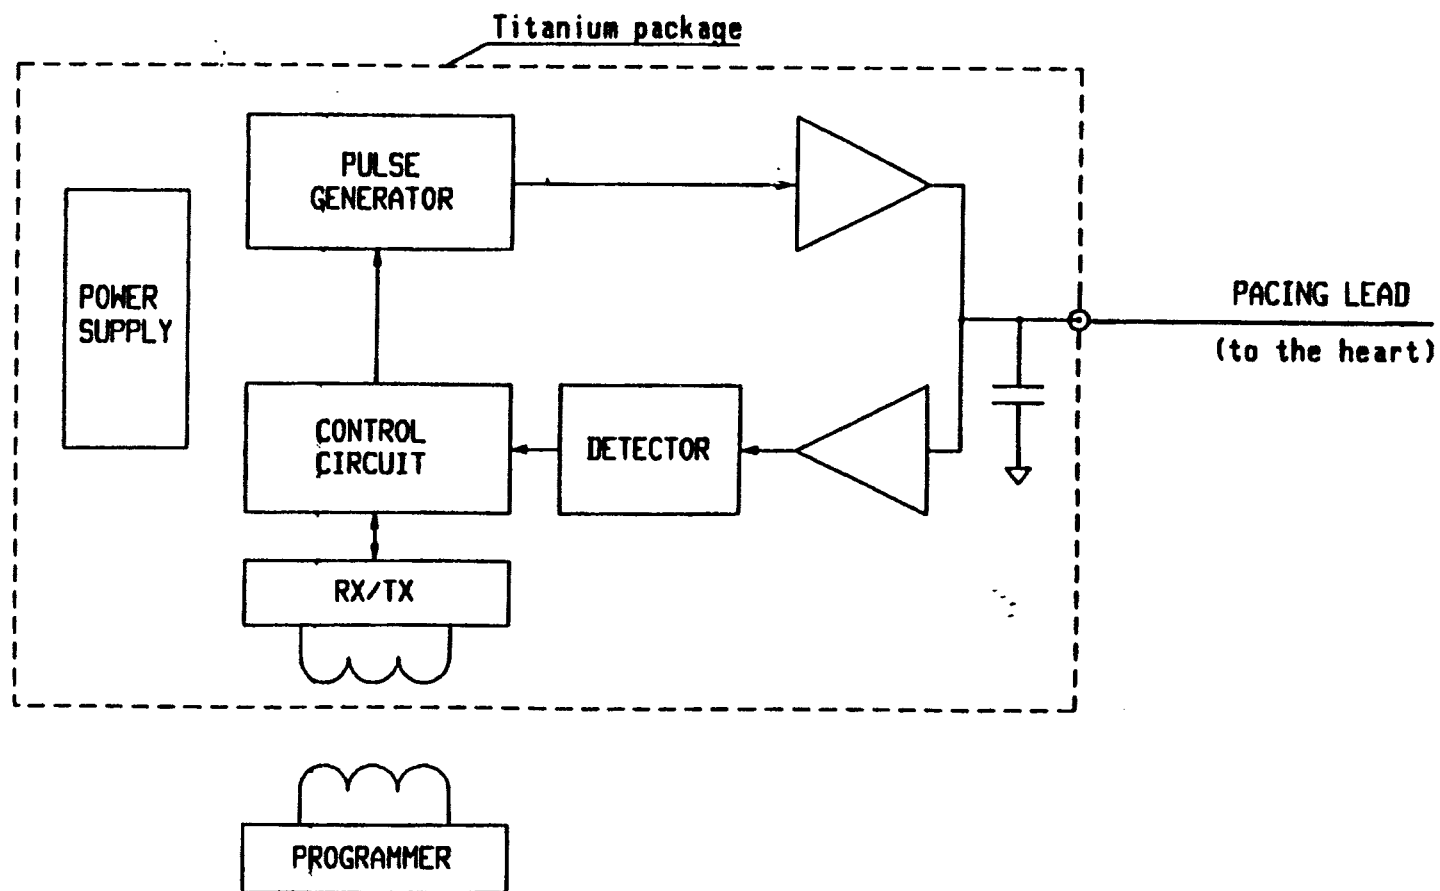 Titanium package
PULSE
GENERATOR
POWER
SUPPLY
PACING LEAD
(to the heart)
CONTROL
CIRCUIT
DETECTOR
RX/TX
PROGRAMMER